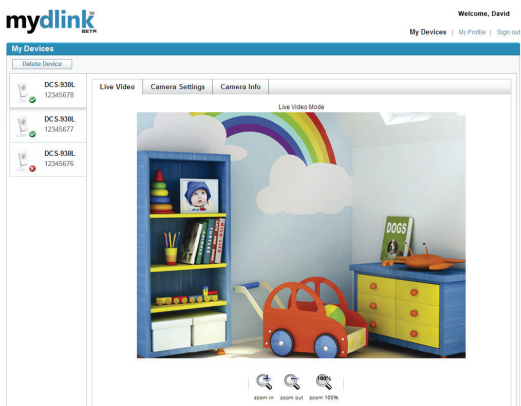 mydlink
BETA
Welcome, David
My Devices | My Profile | Sign out
My Devices
Delete Device
DCS-930L
12345678
DCS-930L
12345677
DCS-930L
12345676
Live Video
Camera Settings
Camera Info
Live Video Mode
DOGS
TURTLES
zoom in
zoom out
100%
zoom 100%